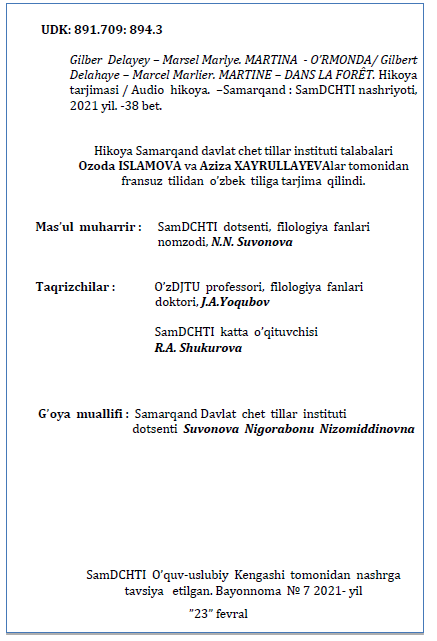 UDK: 891.709: 894.3
Gilber Delayey – Marsel Marlye. MARTINA - O’RMONDA/ Gilbert
Delahaye – Marcel Marlier. MARTINE – DANS LA FORÊT. Hikoya
tarjimasi / Audio hikoya. –Samarqand : SamDCHTI nashriyoti,
2021 yil. -38 bet.
Hikoya Samarqand davlat chet tillar instituti talabalari
Ozoda ISLAMOVA va Aziza XAYRULLAYEVAlar tomonidan
fransuz tilidan o’zbek tiliga tarjima qilindi.
Mas’ul muharrir : SamDCHTI dotsenti, filologiya fanlari
nomzodi, N.N. Suvonova
Taqrizchilar : O’zDJTU professori, filologiya fanlari
doktori, J.A.Yoqubov
SamDCHTI katta o’qituvchisi
R.A. Shukurova
G’oya muallifi : Samarqand Davlat chet tillar instituti
dotsenti Suvonova Nigorabonu Nizomiddinovna
SamDCHTI O’quv-uslubiy Kengashi tomonidan nashrga
tavsiya etilgan. Bayonnoma № 7 2021- yil
”23” fevral